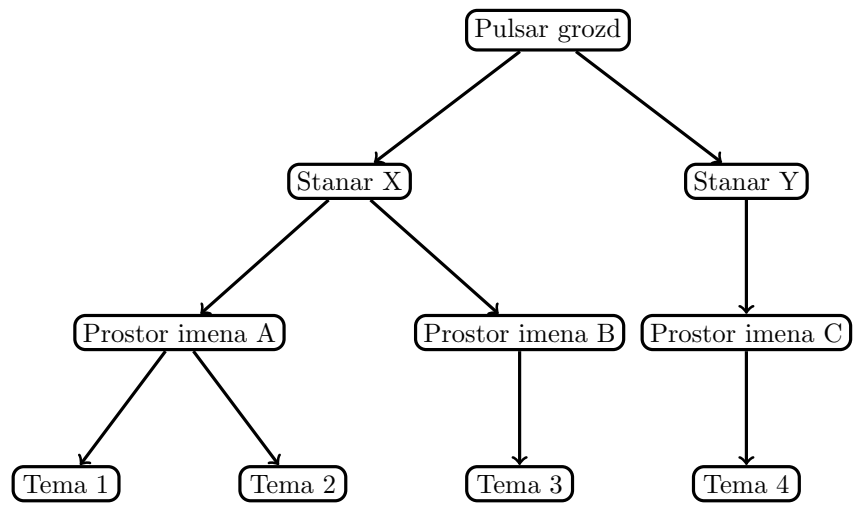 Pulsar grozd
Stanar X
Stanar Y
Prostor imena A
Prostor imena B
Prostor imena C
Tema 1
Tema 2
Tema 3
Tema 4